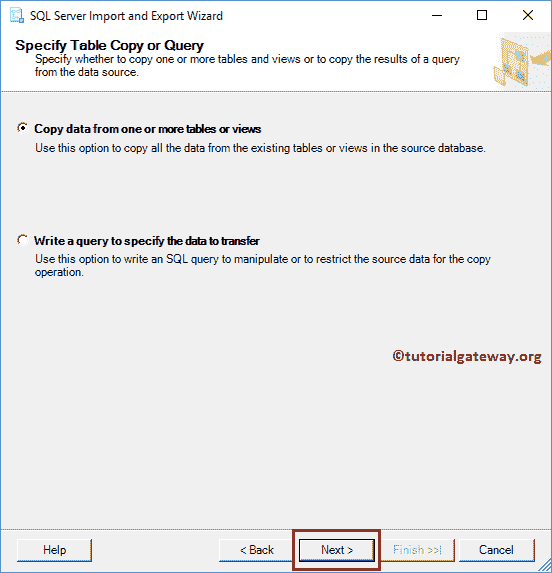 SQL Server Import and Export Wizard
Specify Table Copy or Query
Specify whether to copy one or more tables and views or to copy the results of a query
from the data source.
Copy data from one or more tables or views
Use this option to copy all the data from the existing tables or views in the source database.
Write a query to specify the data to transfer
Use this option to write an SQL query to manipulate or to restrict the source data for the copy
operation.
©tutorialgateway.org
Help
< Back
Next >
Finish >>|
Cancel